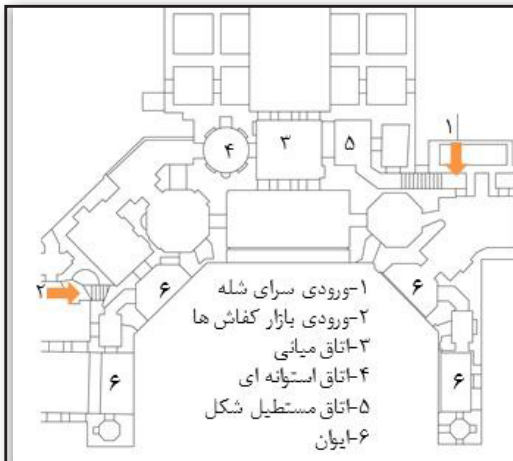 ۱
۵
۳
۴
۶
۶
۲
۱-ورودی سرای شله
۲-ورودی بازار کفاش ها
۳-اتاق میانی
۴-اتاق استوانه ای
۵-اتاق مستطیل شکل
۶-ایوان
۶
۶